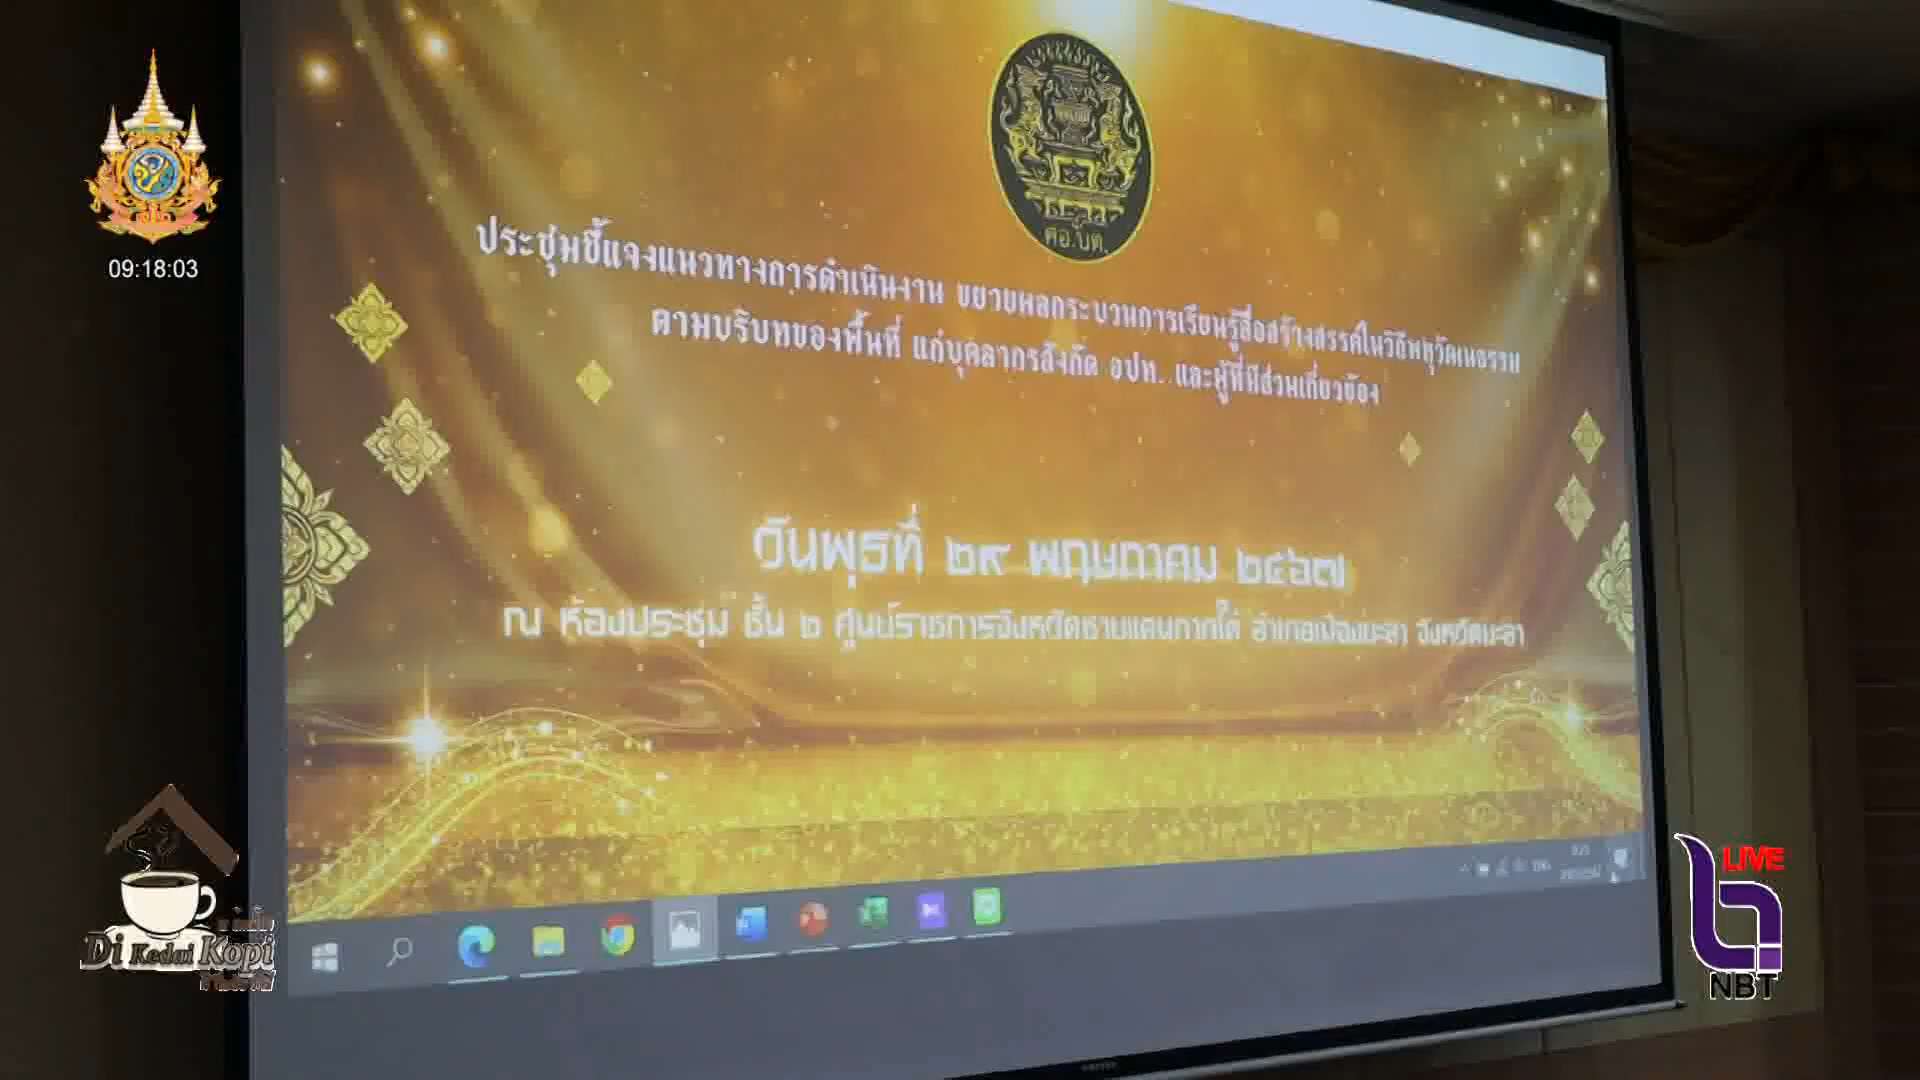 09:18:03
ศอ.บต.
ประชุมชี้แจงแนวทางการดำเนินงาน ขยายผลกระบวนการเรียนรู้สื่อสร้างสรรค์ในวิถีพหุวัฒนธรรม
ตามบริบทของพื้นที่ แก่บุคลากรสังกัด อปท. และผู้ที่มีส่วนเกี่ยวข้อง
วันพุธที่ ๒๙ พฤษภาคม ๒๕๖๗
ณ ห้องประชุม ชั้น ๒ ศูนย์ราชการจังหวัดชายแดนภาคใต้ อำเภอเมืองยะลา จังหวัดยะลา
Di Kedai Kopi
LIVE
NBT